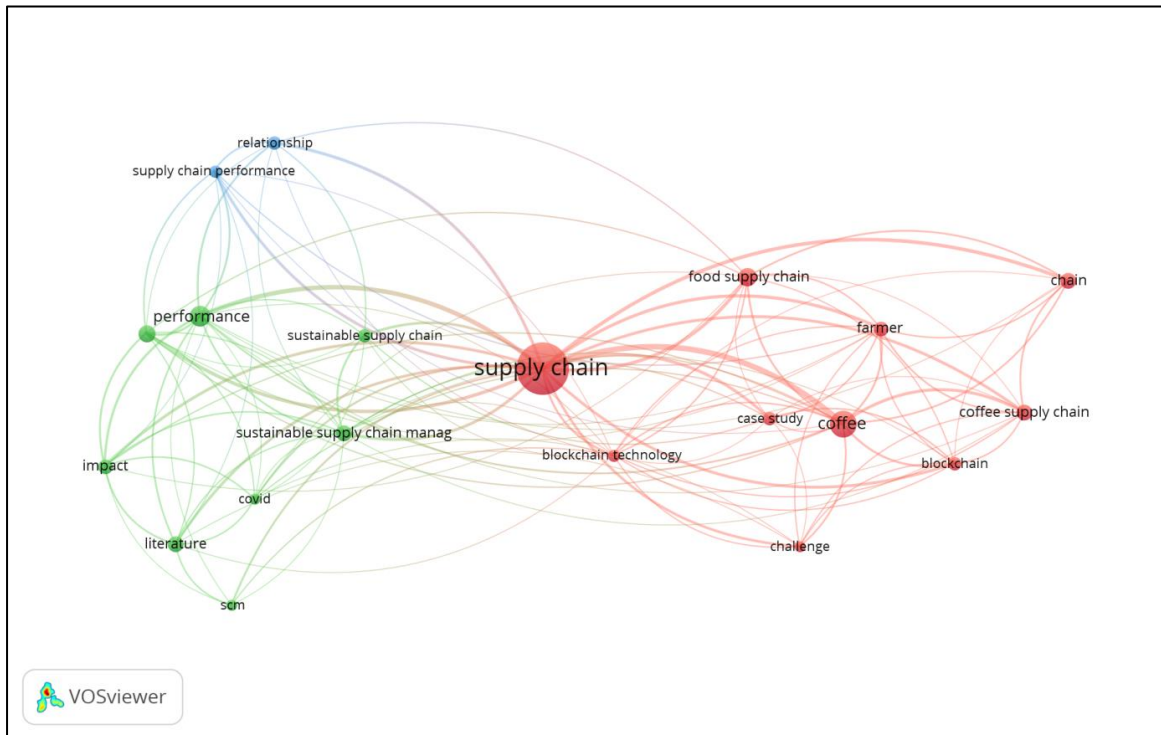 relationship
supply chain performance
food supply chain
chain
performance
farmer
sustainable supply chain
supply chain
coffee supply chain
case study
coffee
sustainable supply chain manag
blockchain technology
blockchain
impact
covid
literature
challenge
scm
VOSviewer